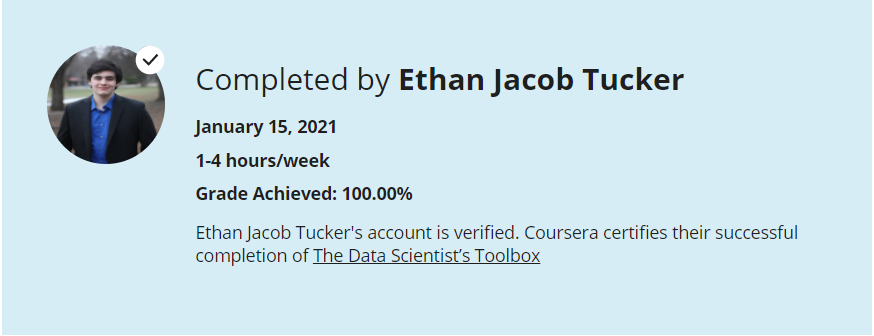 Completed by Ethan Jacob Tucker
January 15, 2021
1-4 hours/week
Grade Achieved: 100.00%
Ethan Jacob Tucker's account is verified. Coursera certifies their successful
completion of The Data Scientist’s Toolbox